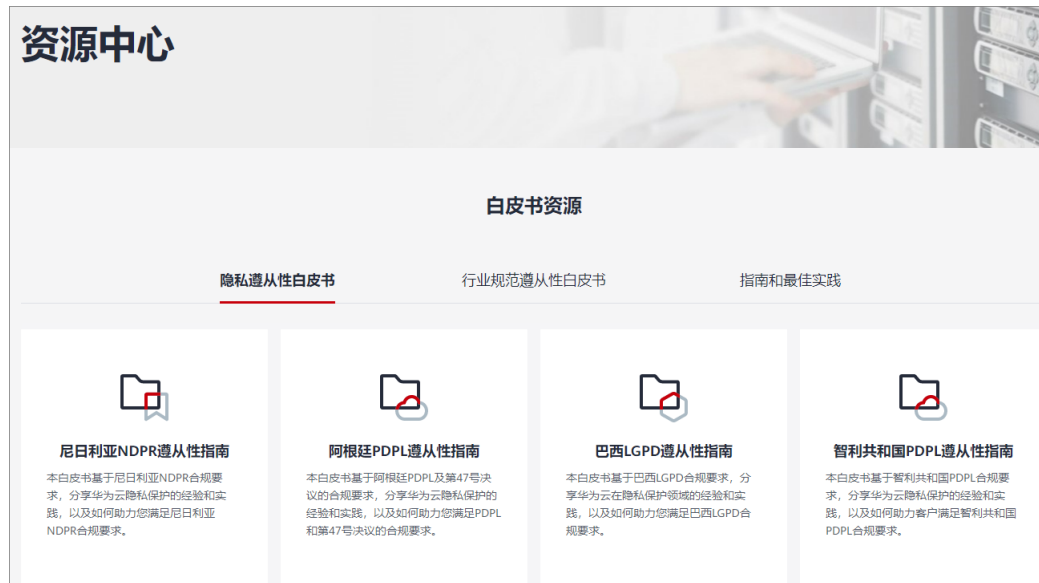 资源中心
白皮书资源
隐私遵从性白皮书
行业规范遵从性白皮书
指南和最佳实践
尼日利亚NDPR遵从性指南
本白皮书基于尼日利亚NDPR合规要
求，分享华为云隐私保护的经验和实
践，以及如何助力您满足尼日利亚
NDPR合规要求。
阿根廷PDPL遵从性指南
本白皮书基于阿根廷PDPL及第47号决
议的合规要求，分享华为云隐私保护的
经验和实践，以及如何助力您满足PDPL
和第47号决议的合规要求。
巴西LGPD遵从性指南
本白皮书基于巴西LGPD合规要求，分
享华为云在隐私保护领域的经验和实
践，以及如何助力您满足巴西LGPD合
规要求。
智利共和国PDPL遵从性指南
本白皮书基于智利共和国PDPL合规要
求，分享华为云隐私保护的经验和实
践，以及如何助力客户满足智利共和国
PDPL合规要求。